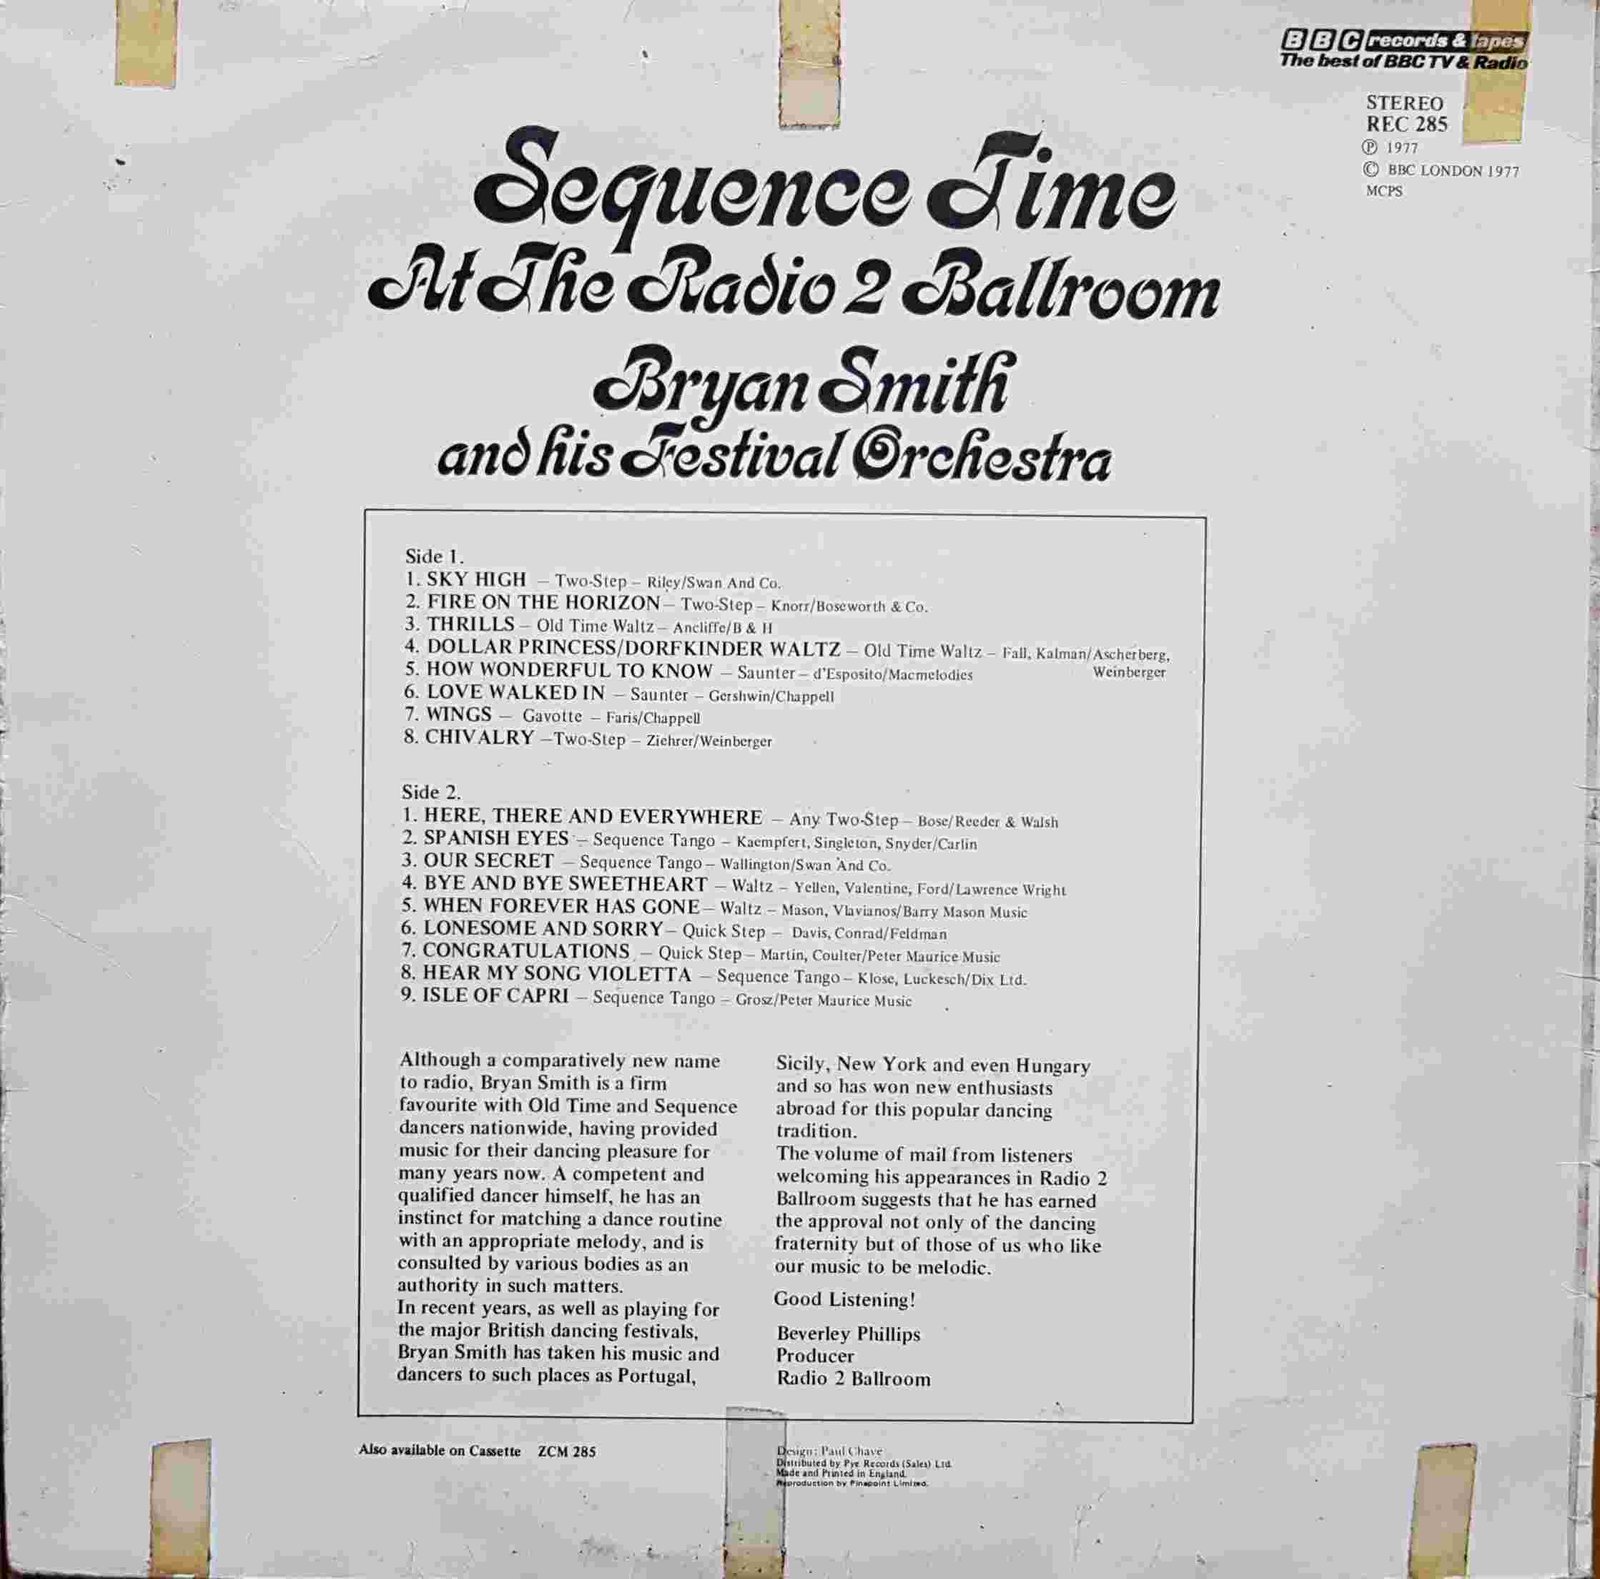 BBC records & tapes
The best of BBC TV & Radio
STEREO
REC 285
Ⓟ 1977
© BBC LONDON 1977
MCPS
Sequence Time
At The Radio 2 Ballroom
Bryan Smith
and his Festival Orchestra
Side 1.
1. SKY HIGH – Two-Step – Riley/Swan And Co.
2. FIRE ON THE HORIZON – Two-Step – Knorr/Boseworth & Co.
3. THRILLS – Old Time Waltz – Ancliffe/B & H
4. DOLLAR PRINCESS/DORFKINDER WALTZ – Old Time Waltz – Fall, Kalman/Ascherberg,
Weinberger
5. HOW WONDERFUL TO KNOW – Saunter – d'Esposito/Macmelodies
6. LOVE WALKED IN – Saunter – Gershwin/Chappell
7. WINGS – Gavotte – Faris/Chappell
8. CHIVALRY – Two-Step – Ziehrer/Weinberger
Side 2.
1. HERE, THERE AND EVERYWHERE – Any Two-Step – Bose/Reeder & Walsh
2. SPANISH EYES – Sequence Tango – Kaempfert, Singleton, Snyder/Carlin
3. OUR SECRET – Sequence Tango – Wallington/Swan And Co.
4. BYE AND BYE SWEETHEART – Waltz – Yellen, Valentine, Ford/Lawrence Wright
5. WHEN FOREVER HAS GONE – Waltz – Mason, Vlavianos/Barry Mason Music
6. LONESOME AND SORRY – Quick Step – Davis, Conrad/Feldman
7. CONGRATULATIONS – Quick Step – Martin, Coulter/Peter Maurice Music
8. HEAR MY SONG VIOLETTA – Sequence Tango – Klose, Luckesch/Dix Ltd.
9. ISLE OF CAPRI – Sequence Tango – Grosz/Peter Maurice Music
Although a comparatively new name
to radio, Bryan Smith is a firm
favourite with Old Time and Sequence
dancers nationwide, having provided
music for their dancing pleasure for
many years now. A competent and
qualified dancer himself, he has an
instinct for matching a dance routine
with an appropriate melody, and is
consulted by various bodies as an
authority in such matters.
In recent years, as well as playing for
the major British dancing festivals,
Bryan Smith has taken his music and
dancers to such places as Portugal,
Sicily, New York and even Hungary
and so has won new enthusiasts
abroad for this popular dancing
tradition.
The volume of mail from listeners
welcoming his appearances in Radio 2
Ballroom suggests that he has earned
the approval not only of the dancing
fraternity but of those of us who like
our music to be melodic.
Good Listening!
Beverley Phillips
Producer
Radio 2 Ballroom
Also available on Cassette ZCM 285
Design: Paul Chave
Distributed by Pye Records (Sales) Ltd.
Made and Printed in England.
Reproduction by Pinepoint Limited.